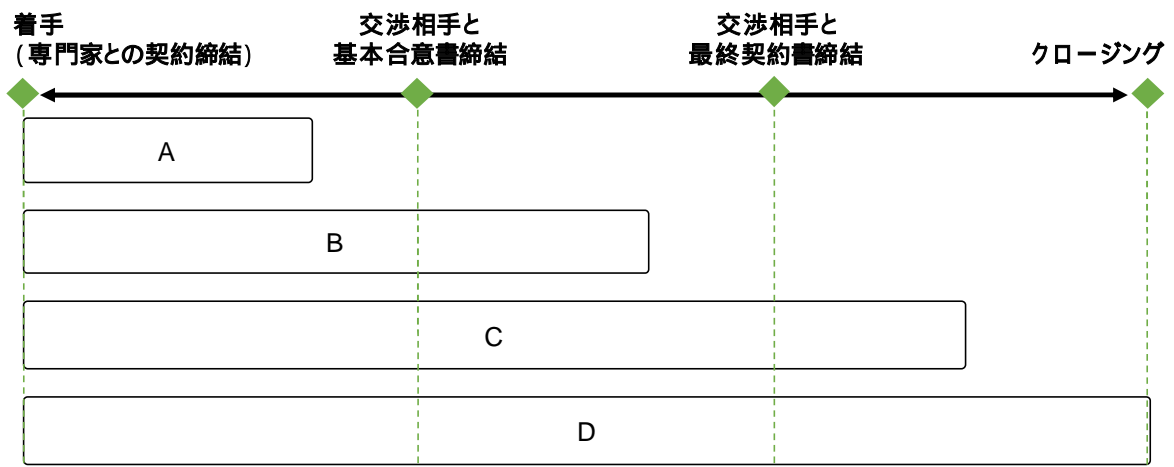 着手
(専門家との契約締結)
交渉相手と
基本合意書締結
交渉相手と
最終契約書締結
クロージング
A
B
C
D